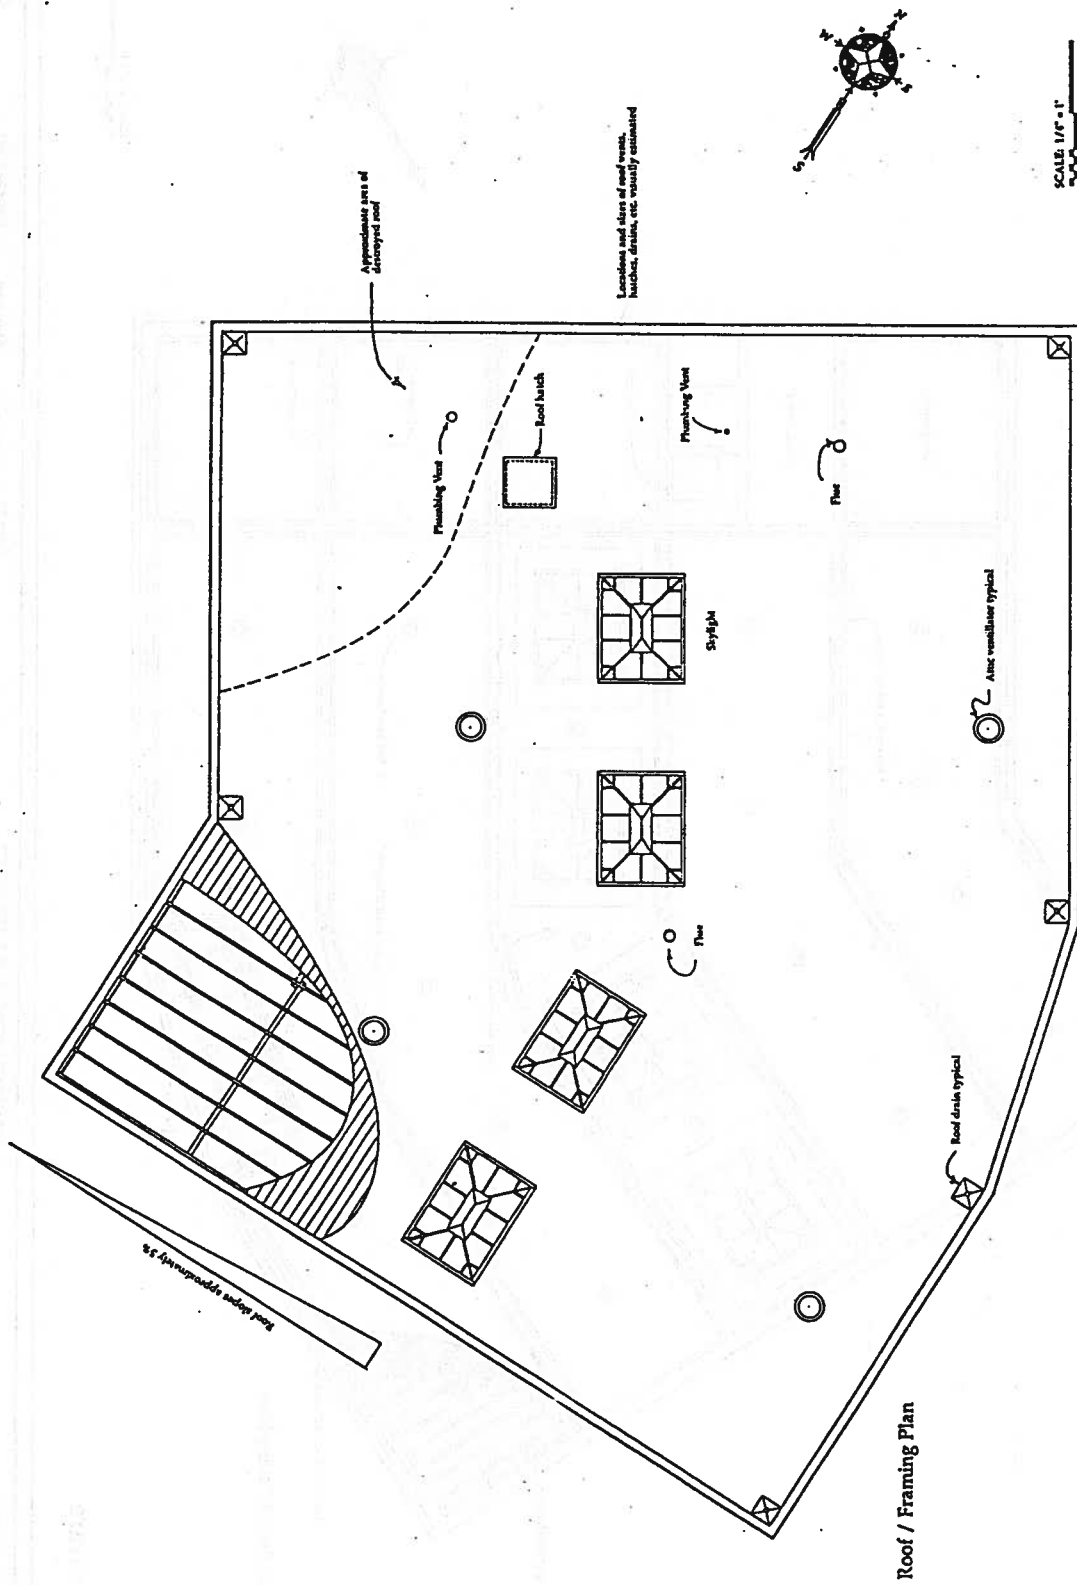 Approximate area of
destroyed roof
Locations and sizes of roof vents,
hatches, drains, etc. visually estimated
SCALE: 1/4" = 1'
Plumbing Vent
Roof hatch
Plumbing Vent
Flue
Skylight
Attic ventilator typical
Flue
Roof drain typical
Roof slopes approximately 5%
Roof / Framing Plan